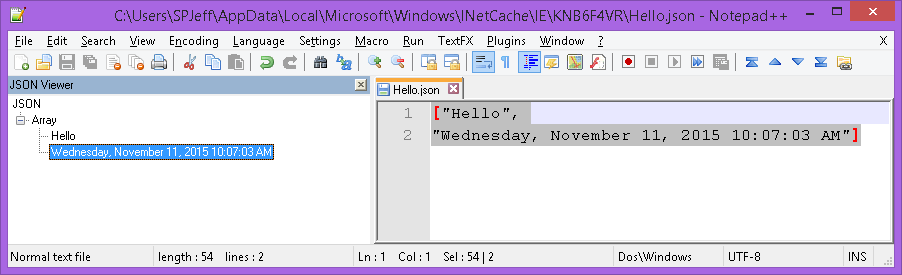 C:\Users\SPJeff\AppData\Local\Microsoft\Windows\INetCache\IE\KNB6F4VR\Hello.json - Notepad++
File Edit Search View Encoding Language Settings Macro Run TextFX Plugins Window ? X
JSON Viewer
JSON
Array
Hello
Wednesday, November 11, 2015 10:07:03 AM
Hello.json
1 ["Hello",
2 "Wednesday, November 11, 2015 10:07:03 AM"]
Normal text file length : 54 lines : 2 Ln : 1 Col : 1 Sel : 54 | 2 Dos\Windows UTF-8 INS